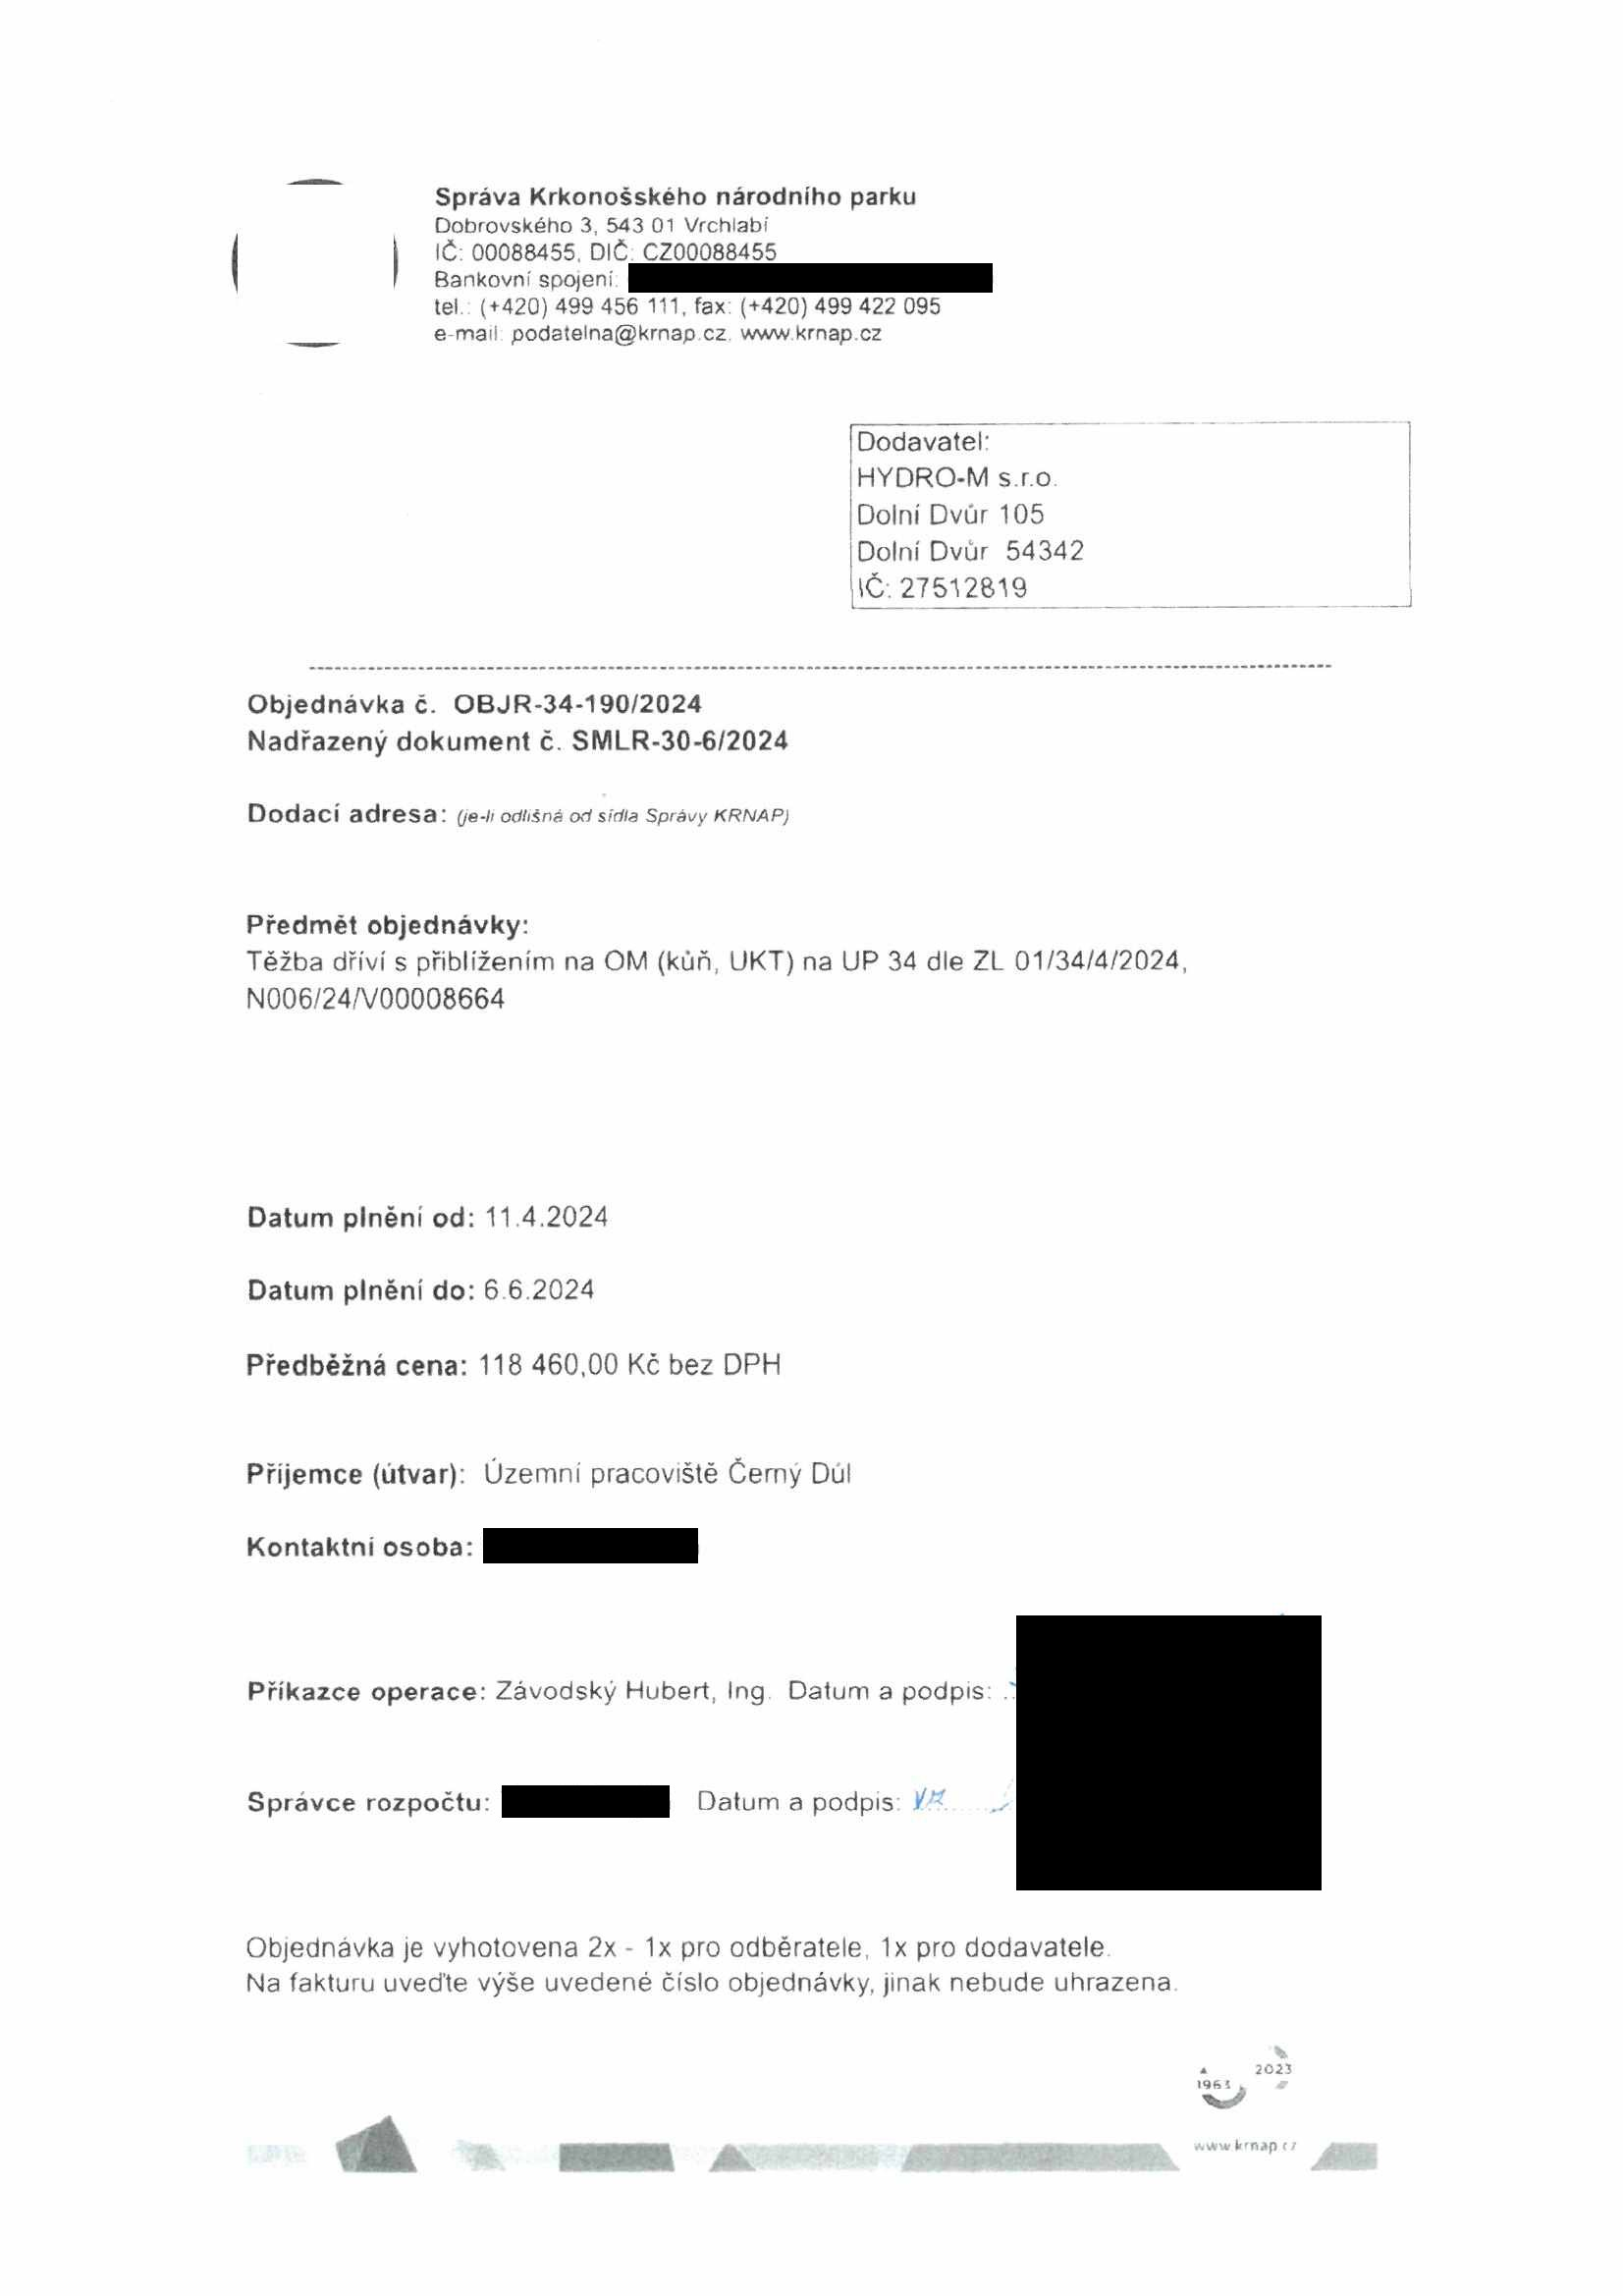 Správa Krkonošského národního parku
Dobrovského 3, 543 01 Vrchlabí
IČ: 00088455, DIČ: CZ00088455
Bankovní spojení:
tel.: (+420) 499 456 111, fax: (+420) 499 422 095
e-mail: podatelna@krnap.cz, www.krnap.cz
Dodavatel:
HYDRO-M s.r.o.
Dolní Dvůr 105
Dolní Dvůr 54342
IČ: 27512819
Objednávka č. OBJR-34-190/2024
Nadřazený dokument č. SMLR-30-6/2024
Dodací adresa: (je-li odlišná od sídla Správy KRNAP)
Předmět objednávky:
Těžba dříví s přiblížením na OM (kůň, UKT) na UP 34 dle ZL 01/34/4/2024,
N006/24/V00008664
Datum plnění od: 11.4.2024
Datum plnění do: 6.6.2024
Předběžná cena: 118 460,00 Kč bez DPH
Příjemce (útvar): Územní pracoviště Černý Důl
Kontaktní osoba:
Příkazce operace: Závodský Hubert, Ing. Datum a podpis:
Správce rozpočtu: Datum a podpis:
Objednávka je vyhotovena 2x - 1x pro odběratele, 1x pro dodavatele.
Na fakturu uveďte výše uvedené číslo objednávky, jinak nebude uhrazena.
2023
1963
www.krnap.cz